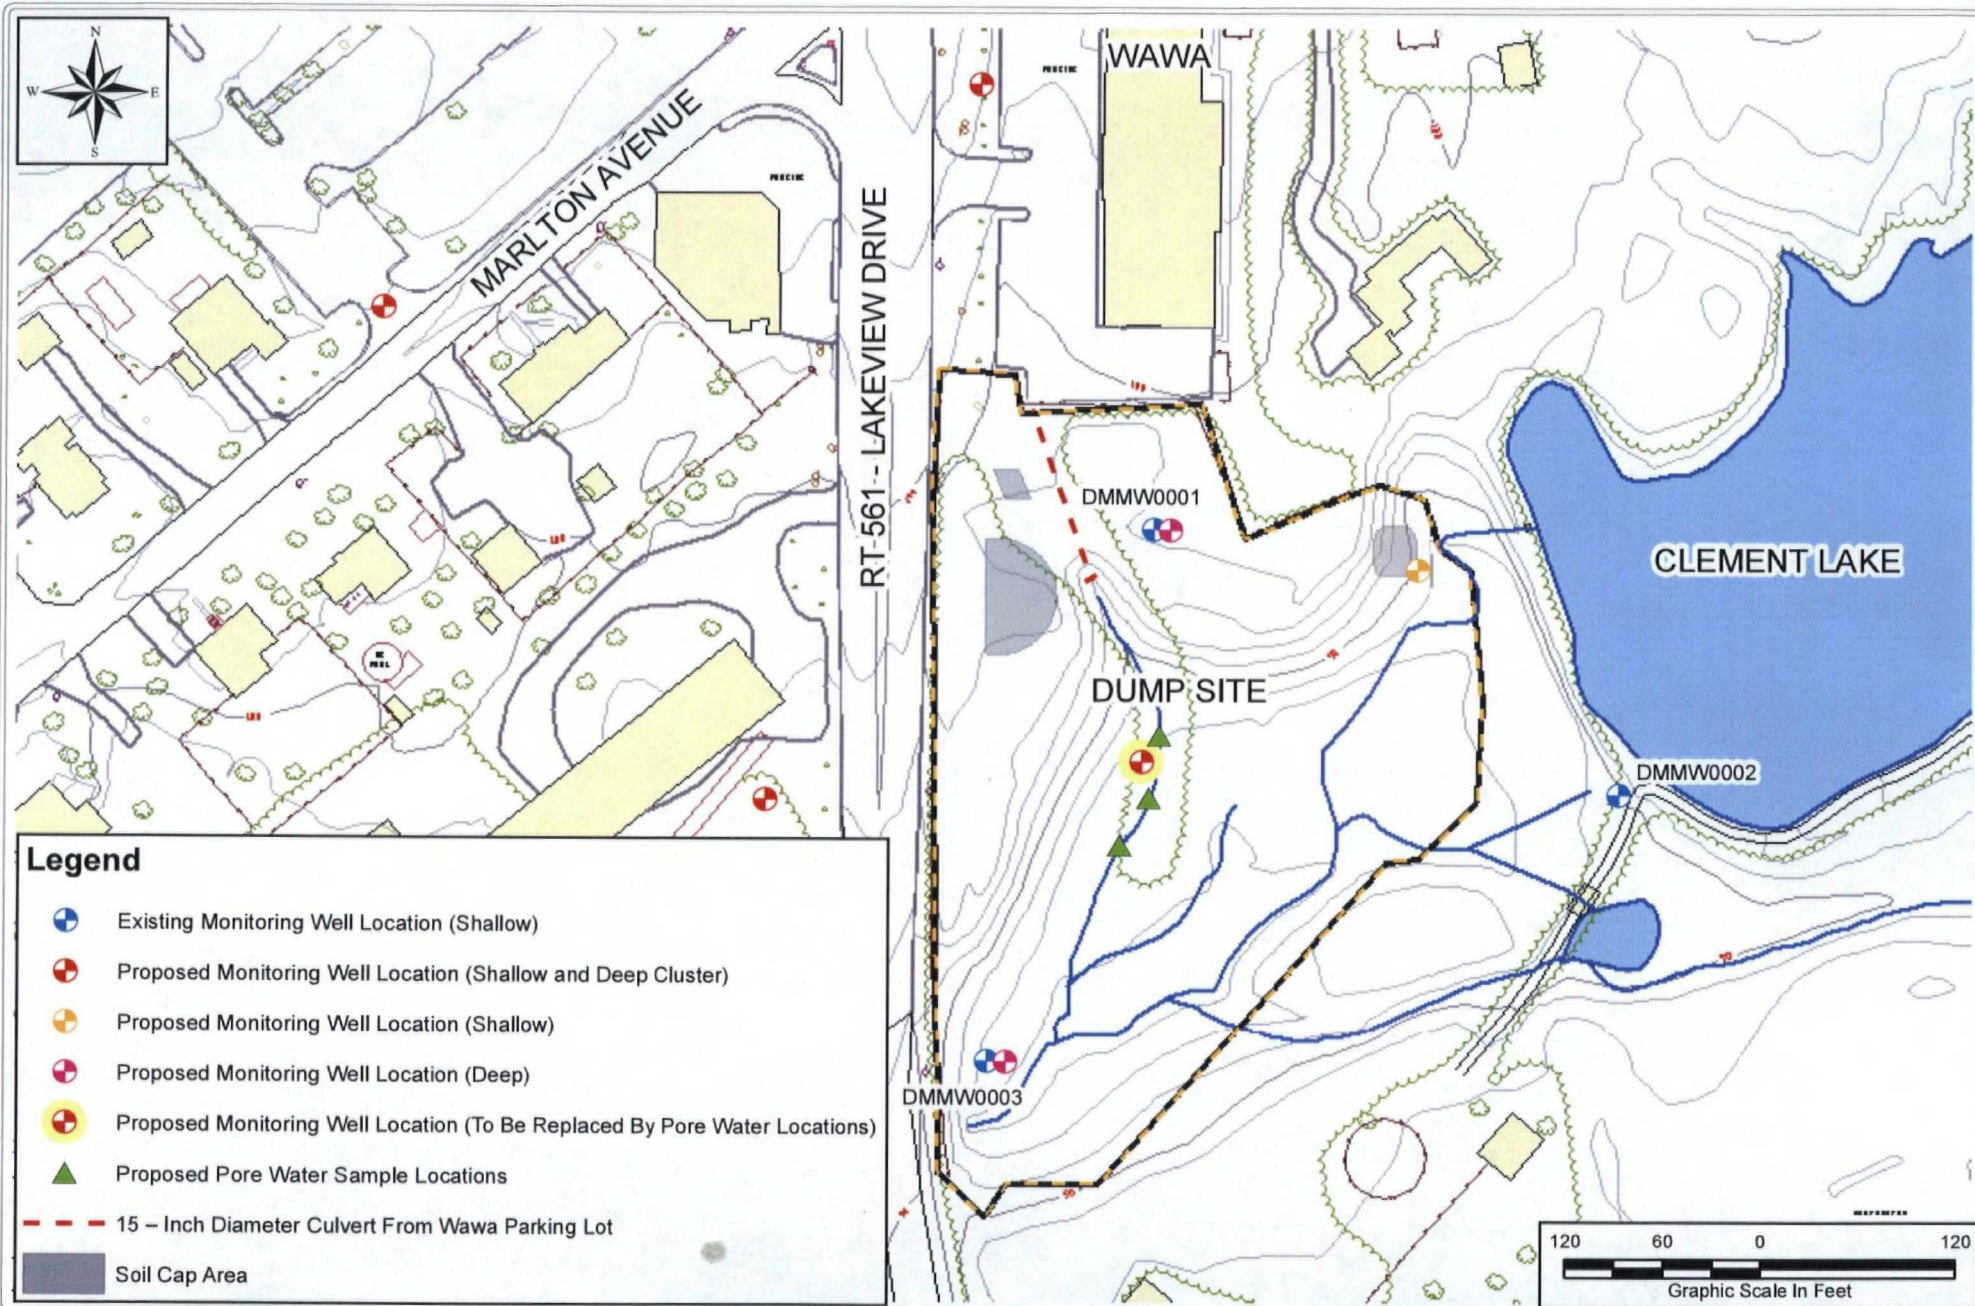 N
W E
S
WAWA
MARLTON AVENUE
RT 561 - LAKEVIEW DRIVE
DMMW0001
CLEMENT LAKE
DUMP SITE
DMMW0002
DMMW0003
Legend
Existing Monitoring Well Location (Shallow)
Proposed Monitoring Well Location (Shallow and Deep Cluster)
Proposed Monitoring Well Location (Shallow)
Proposed Monitoring Well Location (Deep)
Proposed Monitoring Well Location (To Be Replaced By Pore Water Locations)
Proposed Pore Water Sample Locations
15 – Inch Diameter Culvert From Wawa Parking Lot
Soil Cap Area
120 60 0 120
Graphic Scale In Feet